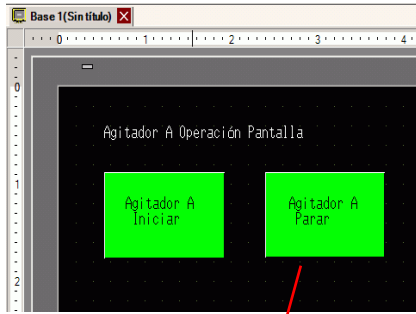 Base 1(Sin título)
0 1 2 3 4
0
Agitador A Operación Pantalla
1
Agitador A Agitador A
Iniciar Parar
2